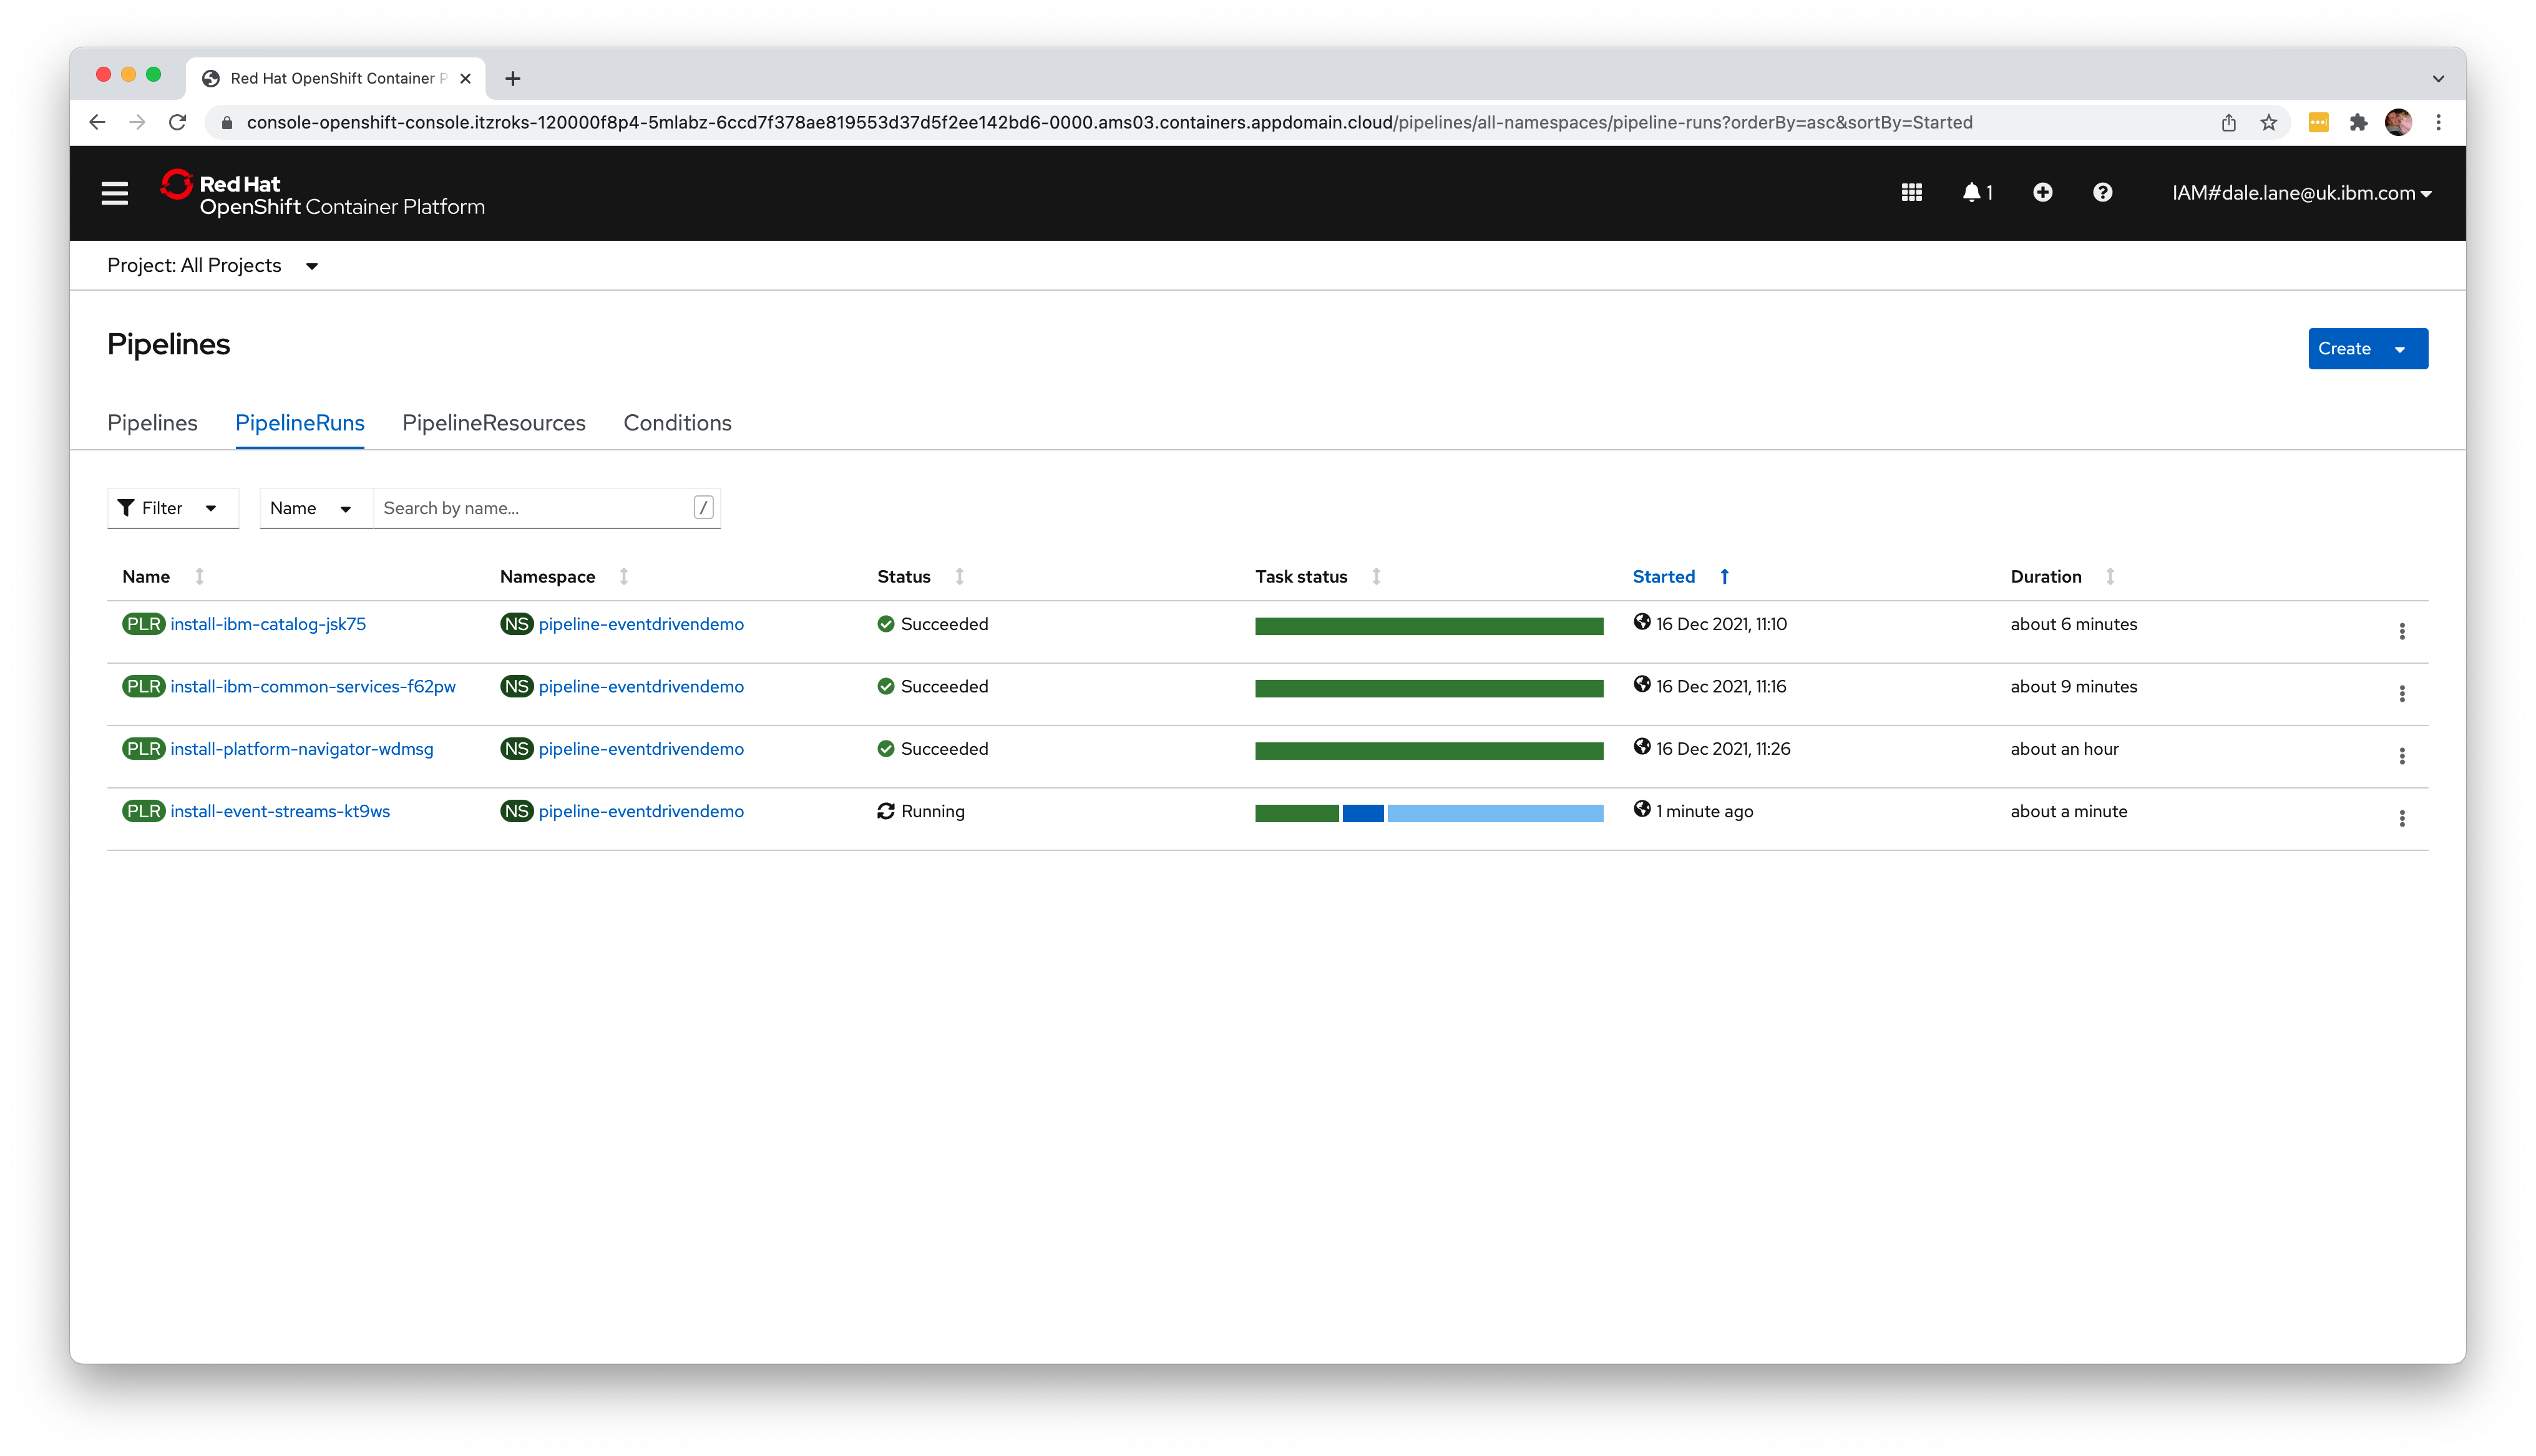 Red Hat OpenShift Container P
console-openshift-console.itzroks-120000f8p4-5mlabz-6ccd7f378ae819553d37d5f2ee142bd6-0000.ams03.containers.appdomain.cloud/pipelines/all-namespaces/pipeline-runs?orderBy=asc&sortBy=Started
Red Hat
OpenShift Container Platform
1
IAM#dale.lane@uk.ibm.com
Project: All Projects
Pipelines
Create
Pipelines PipelineRuns PipelineResources Conditions
Filter Name Search by name... /
Name Namespace Status Task status Started Duration
PLR install-ibm-catalog-jsk75 NS pipeline-eventdrivendemo Succeeded 16 Dec 2021, 11:10 about 6 minutes
PLR install-ibm-common-services-f62pw NS pipeline-eventdrivendemo Succeeded 16 Dec 2021, 11:16 about 9 minutes
PLR install-platform-navigator-wdmsg NS pipeline-eventdrivendemo Succeeded 16 Dec 2021, 11:26 about an hour
PLR install-event-streams-kt9ws NS pipeline-eventdrivendemo Running 1 minute ago about a minute